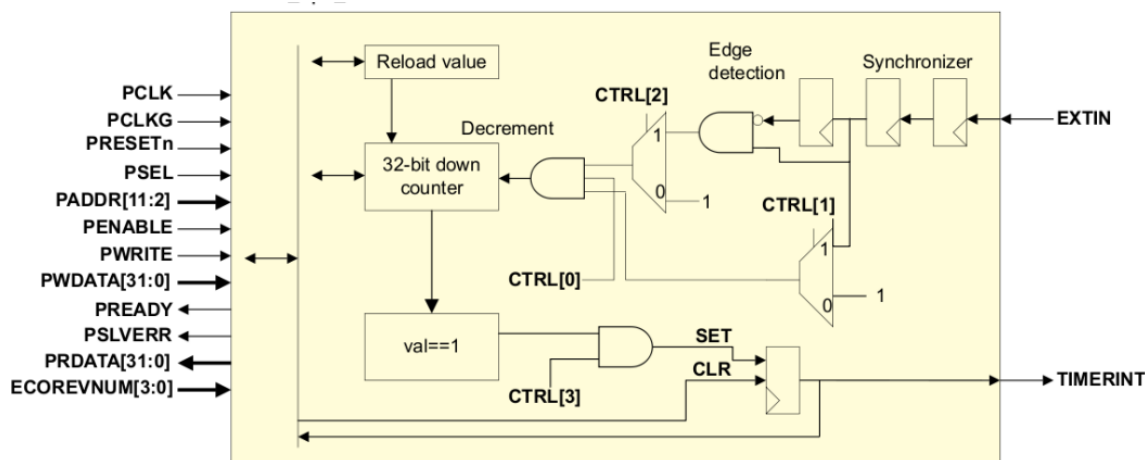 PCLK
PCLKG
PRESETn
PSEL
PADDR[11:2]
PENABLE
PWRITE
PWDATA[31:0]
PREADY
PSLVERR
PRDATA[31:0]
ECOREVNUM[3:0]
Reload value
Edge
detection
Synchronizer
CTRL[2]
EXTIN
Decrement
1
32-bit down
counter
0
1
CTRL[1]
1
CTRL[0]
0
1
val==1
SET
CLR
CTRL[3]
TIMERINT